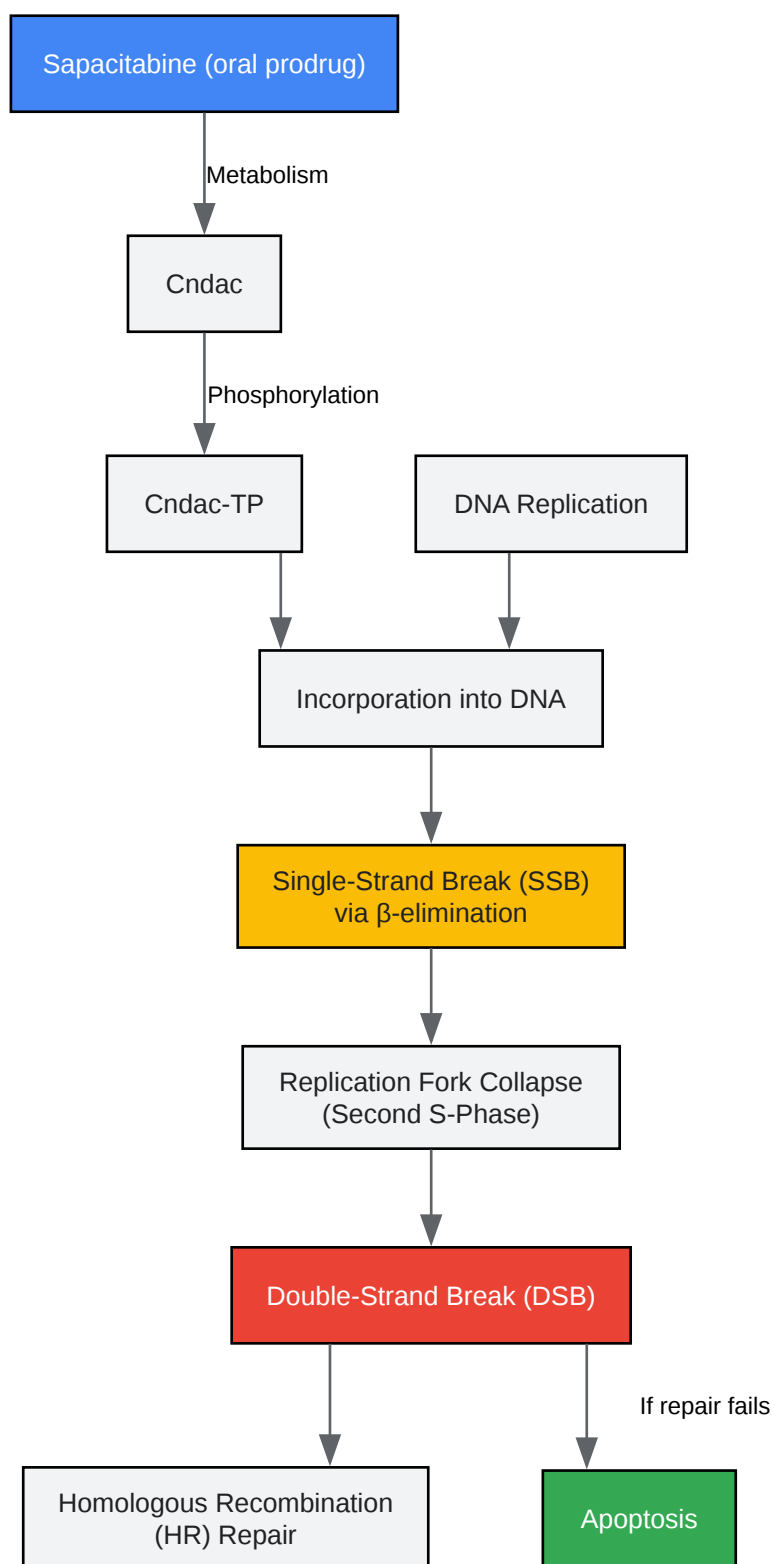 Sapacitabine (oral prodrug)
Metabolism
Cndac
Phosphorylation
Cndac-TP
DNA Replication
Incorporation into DNA
Single-Strand Break (SSB)
via β-elimination
Replication Fork Collapse
(Second S-Phase)
Double-Strand Break (DSB)
If repair fails
Homologous Recombination
(HR) Repair
Apoptosis